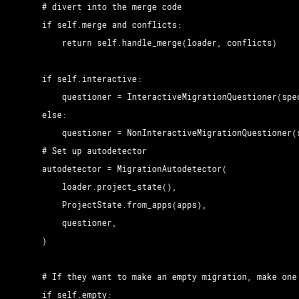 # divert into the merge code
if self.merge and conflicts:
return self.handle_merge(loader, conflicts)
if self.interactive:
questioner = InteractiveMigrationQuestioner(spec
else:
questioner = NonInteractiveMigrationQuestioner(s
# Set up autodetector
autodetector = MigrationAutodetector(
loader.project_state(),
ProjectState.from_apps(apps),
questioner,
)
# If they want to make an empty migration, make one
if self.empty: